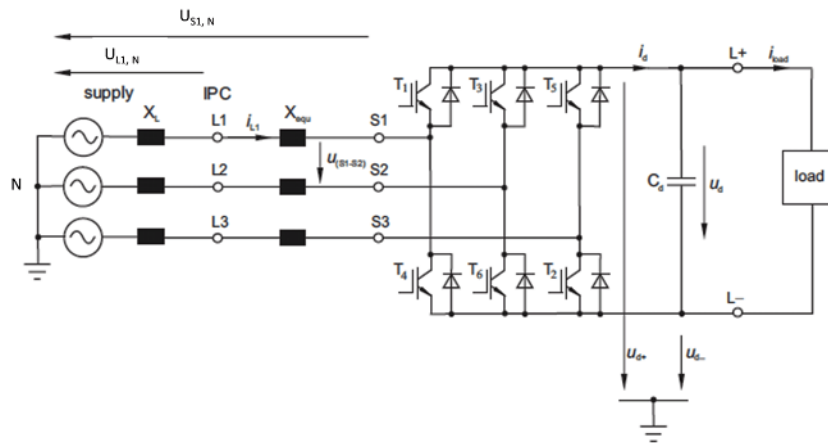 U_S1, N
U_L1, N
supply
IPC
X_L
L1
i_L1
X_equ
S1
u_(S1-S2)
N
L2
S2
L3
S3
T_1
T_3
T_5
T_4
T_6
T_2
i_d
L+
i_load
C_d
u_d
load
L–
u_d+
u_d–